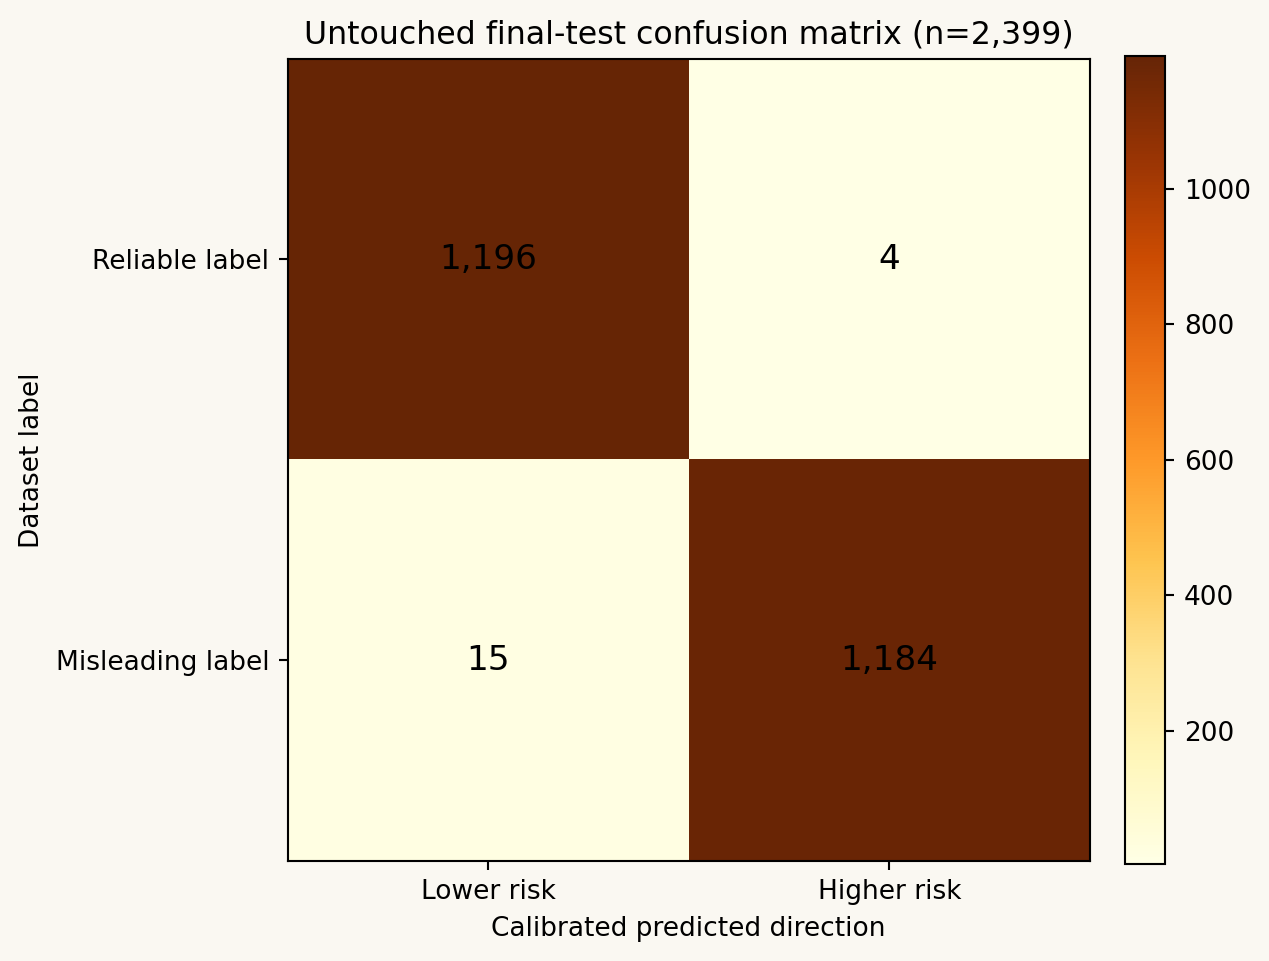 Untouched final-test confusion matrix (n=2,399)
Reliable label
1,196
4
Misleading label
15
1,184
Dataset label
Lower risk
Higher risk
Calibrated predicted direction
1000
800
600
400
200